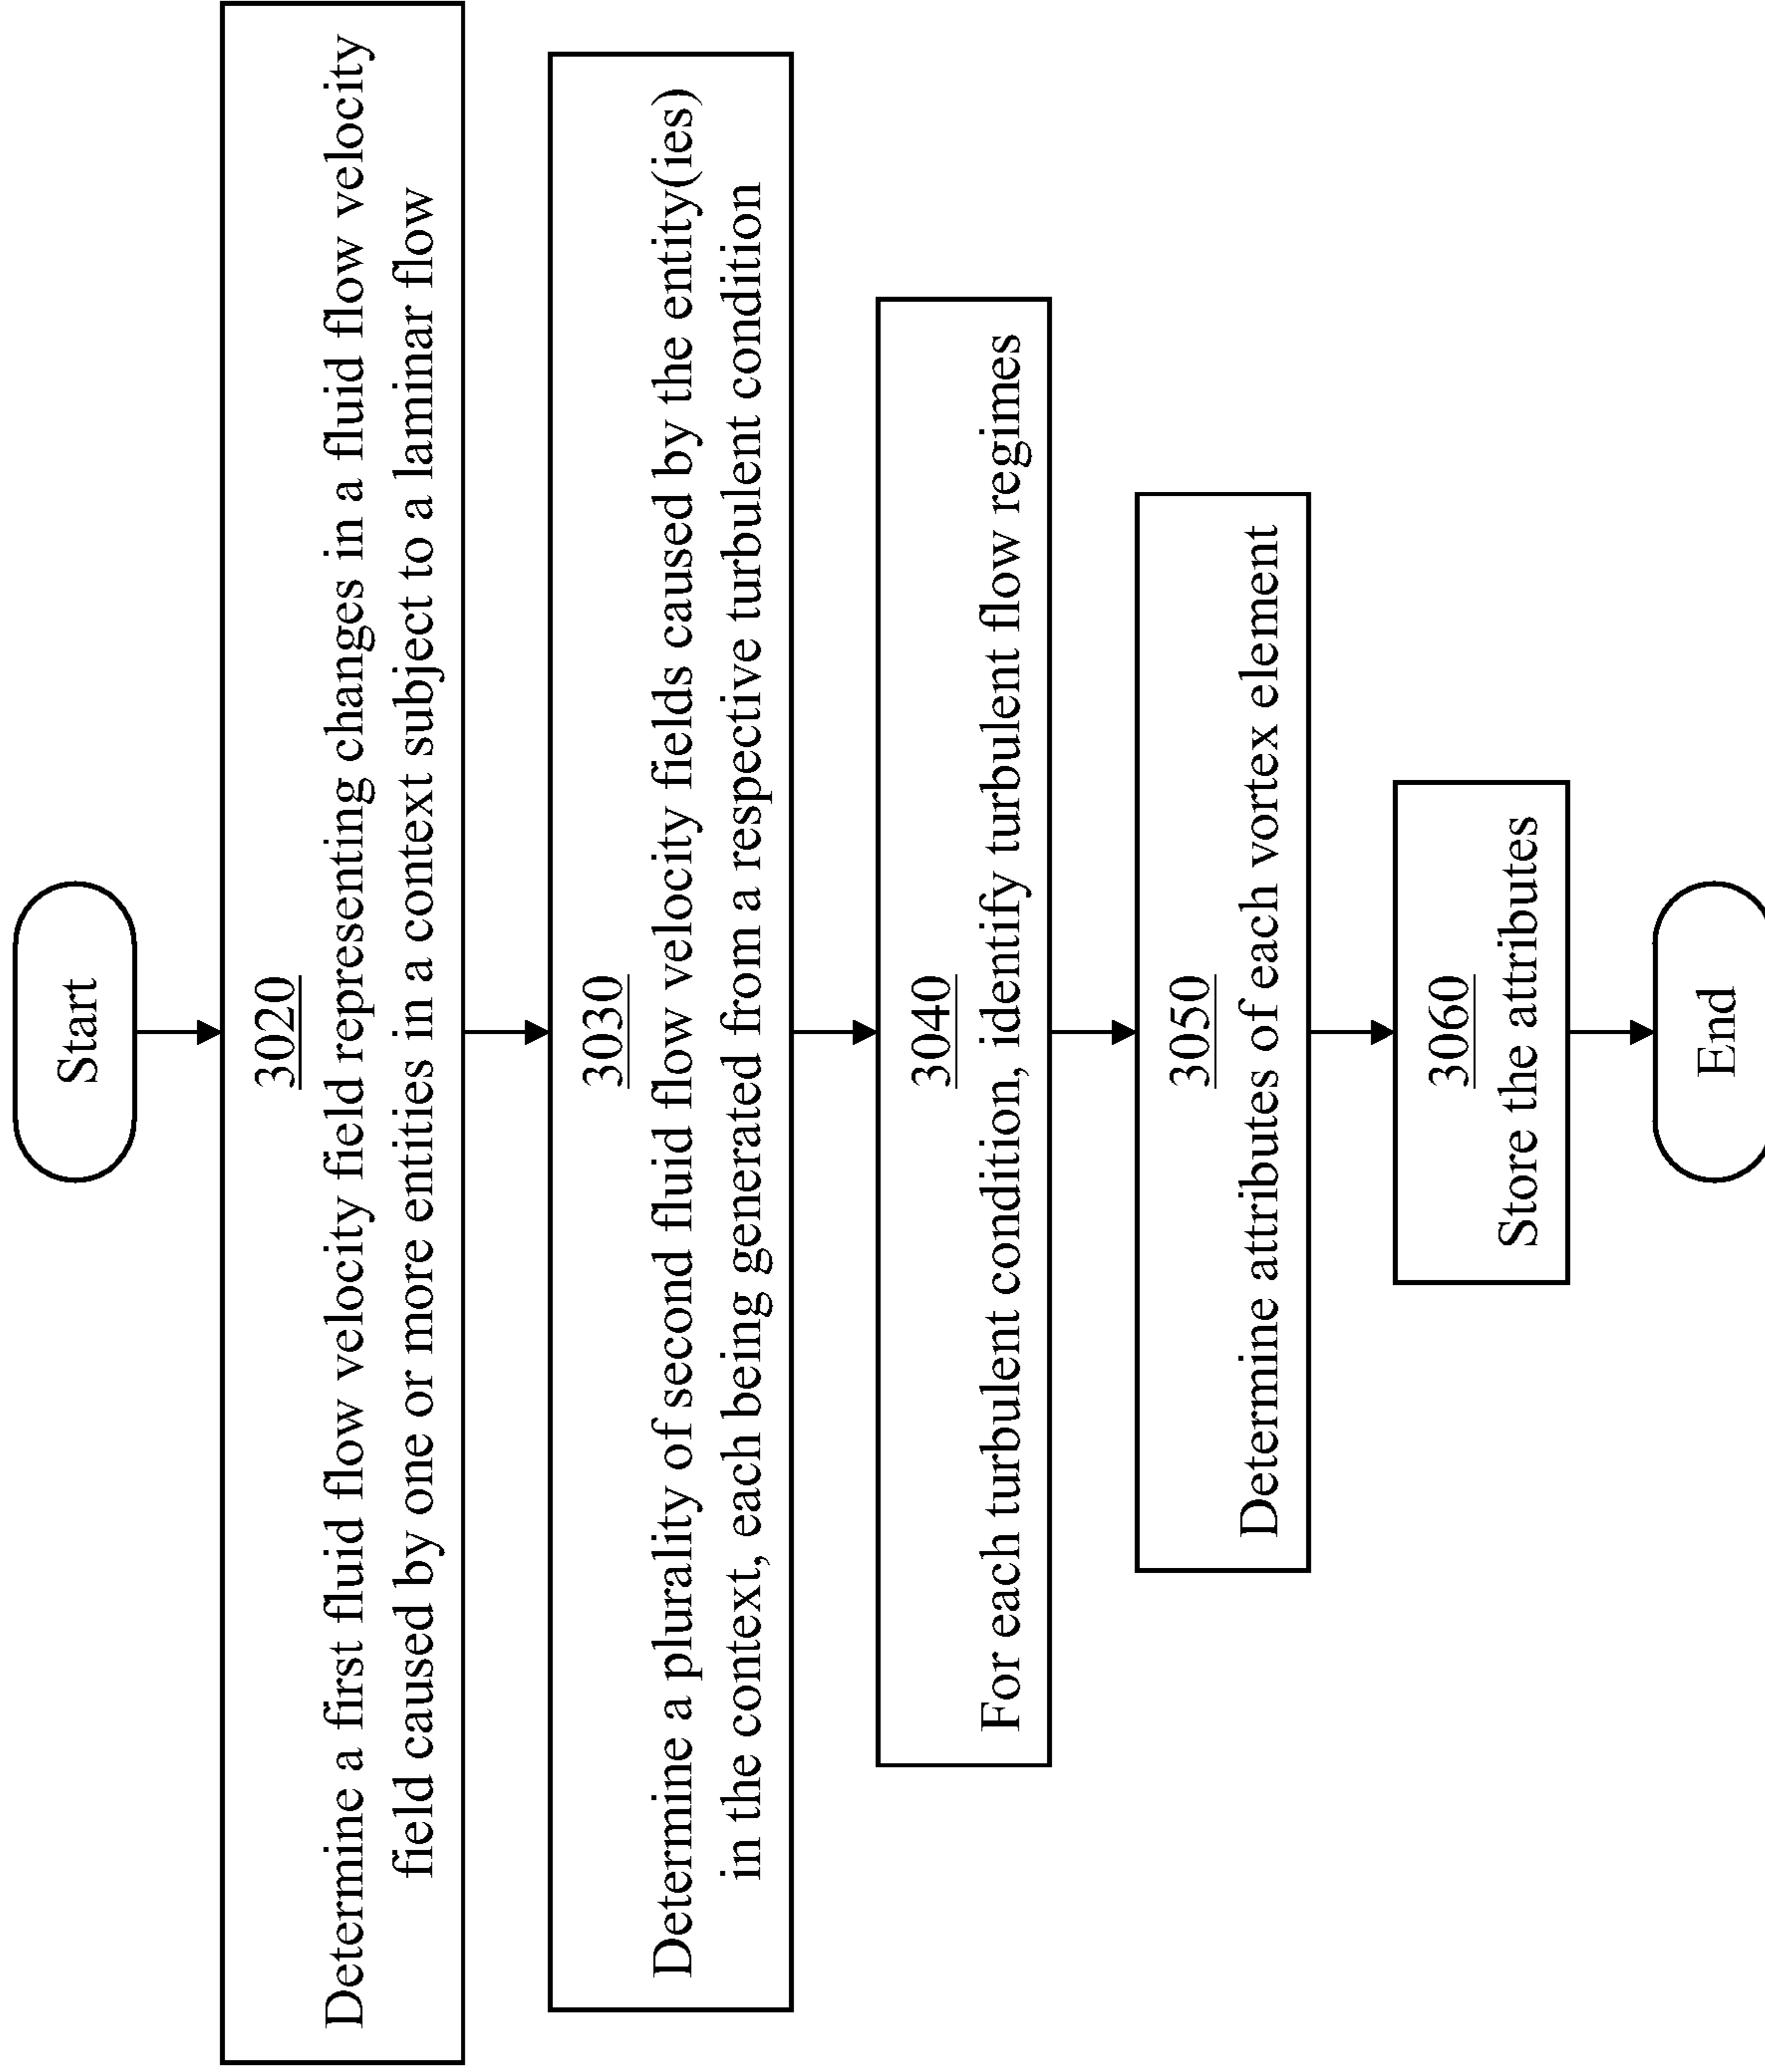 Start
3020
Determine a first fluid flow velocity field representing changes in a fluid flow velocity
field caused by one or more entities in a context subject to a laminar flow
3030
Determine a plurality of second fluid flow velocity fields caused by the entity(ies)
in the context, each being generated from a respective turbulent condition
3040
For each turbulent condition, identify turbulent flow regimes
3050
Determine attributes of each vortex element
3060
Store the attributes
End